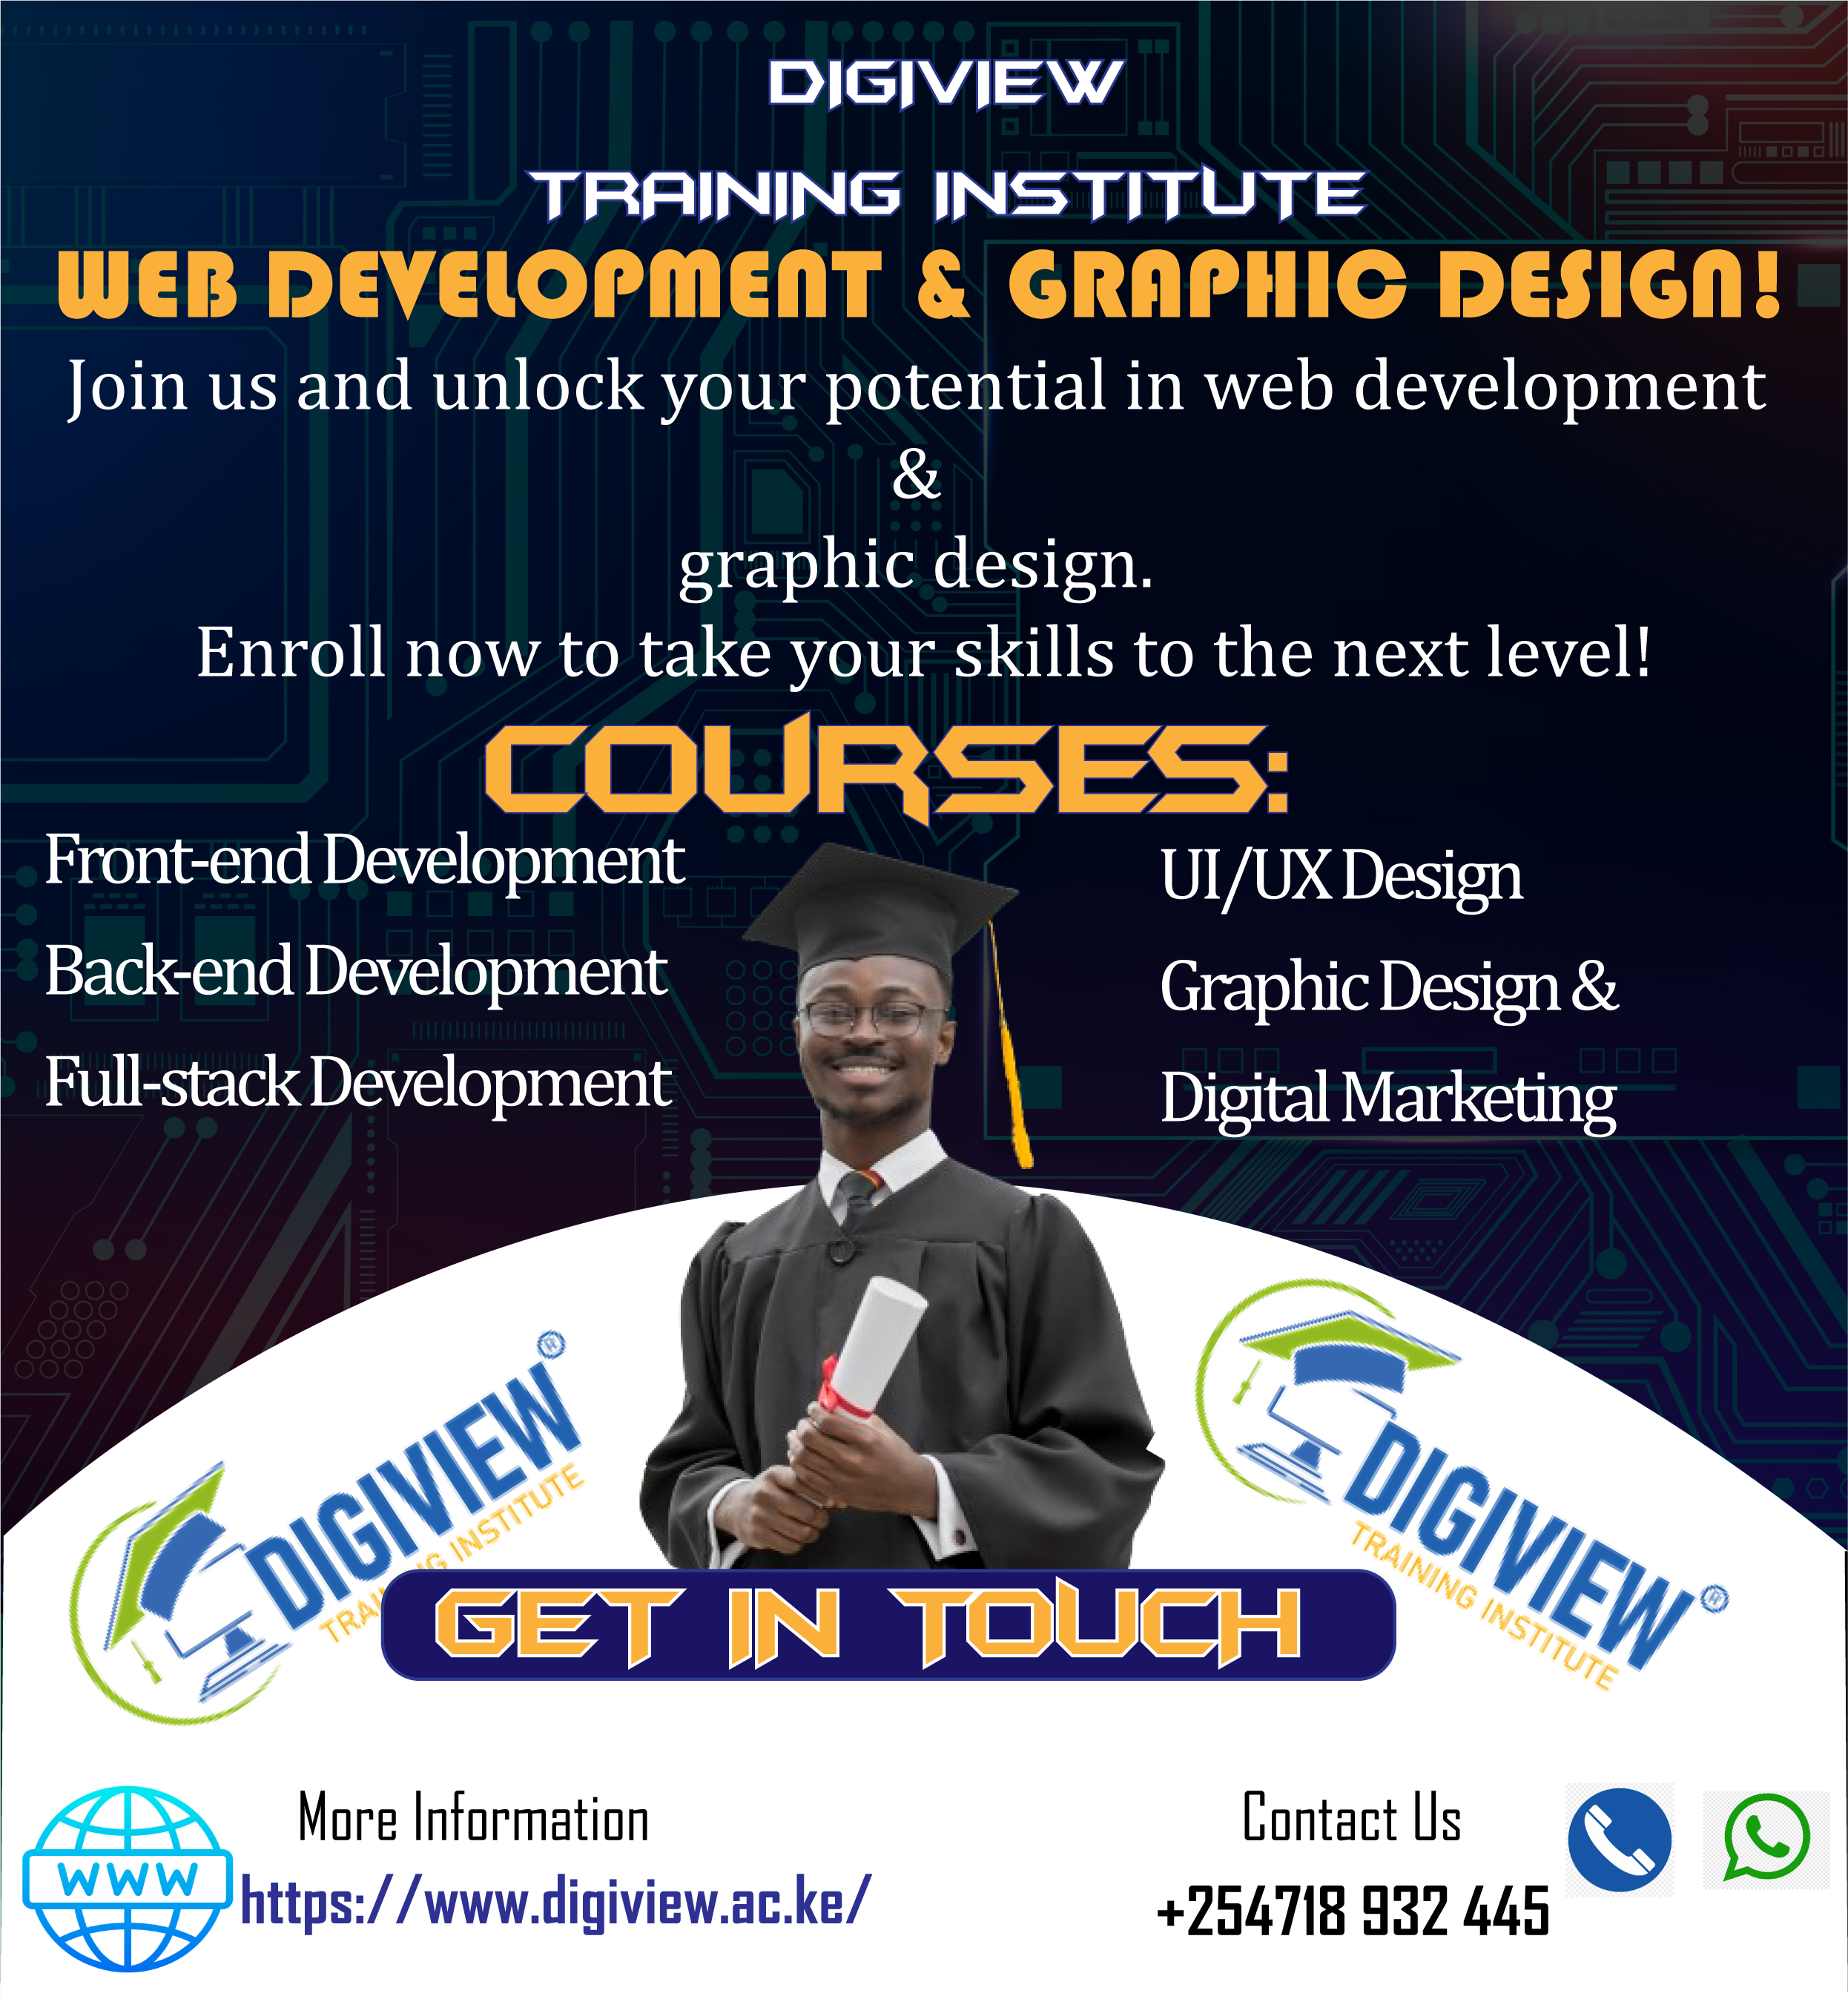 DIGIVIEW
TRAINING INSTITUTE
WEB DEVELOPMENT & GRAPHIC DESIGN!
Join us and unlock your potential in web development
&
graphic design.
Enroll now to take your skills to the next level!
COURSES:
Front-end Development
Back-end Development
Full-stack Development
UI/UX Design
Graphic Design &
Digital Marketing
DIGIVIEW®
TRAINING INSTITUTE
DIGIVIEW®
TRAINING INSTITUTE
GET IN TOUCH
WWW
More Information
https://www.digiview.ac.ke/
Contact Us
+254718 932 445